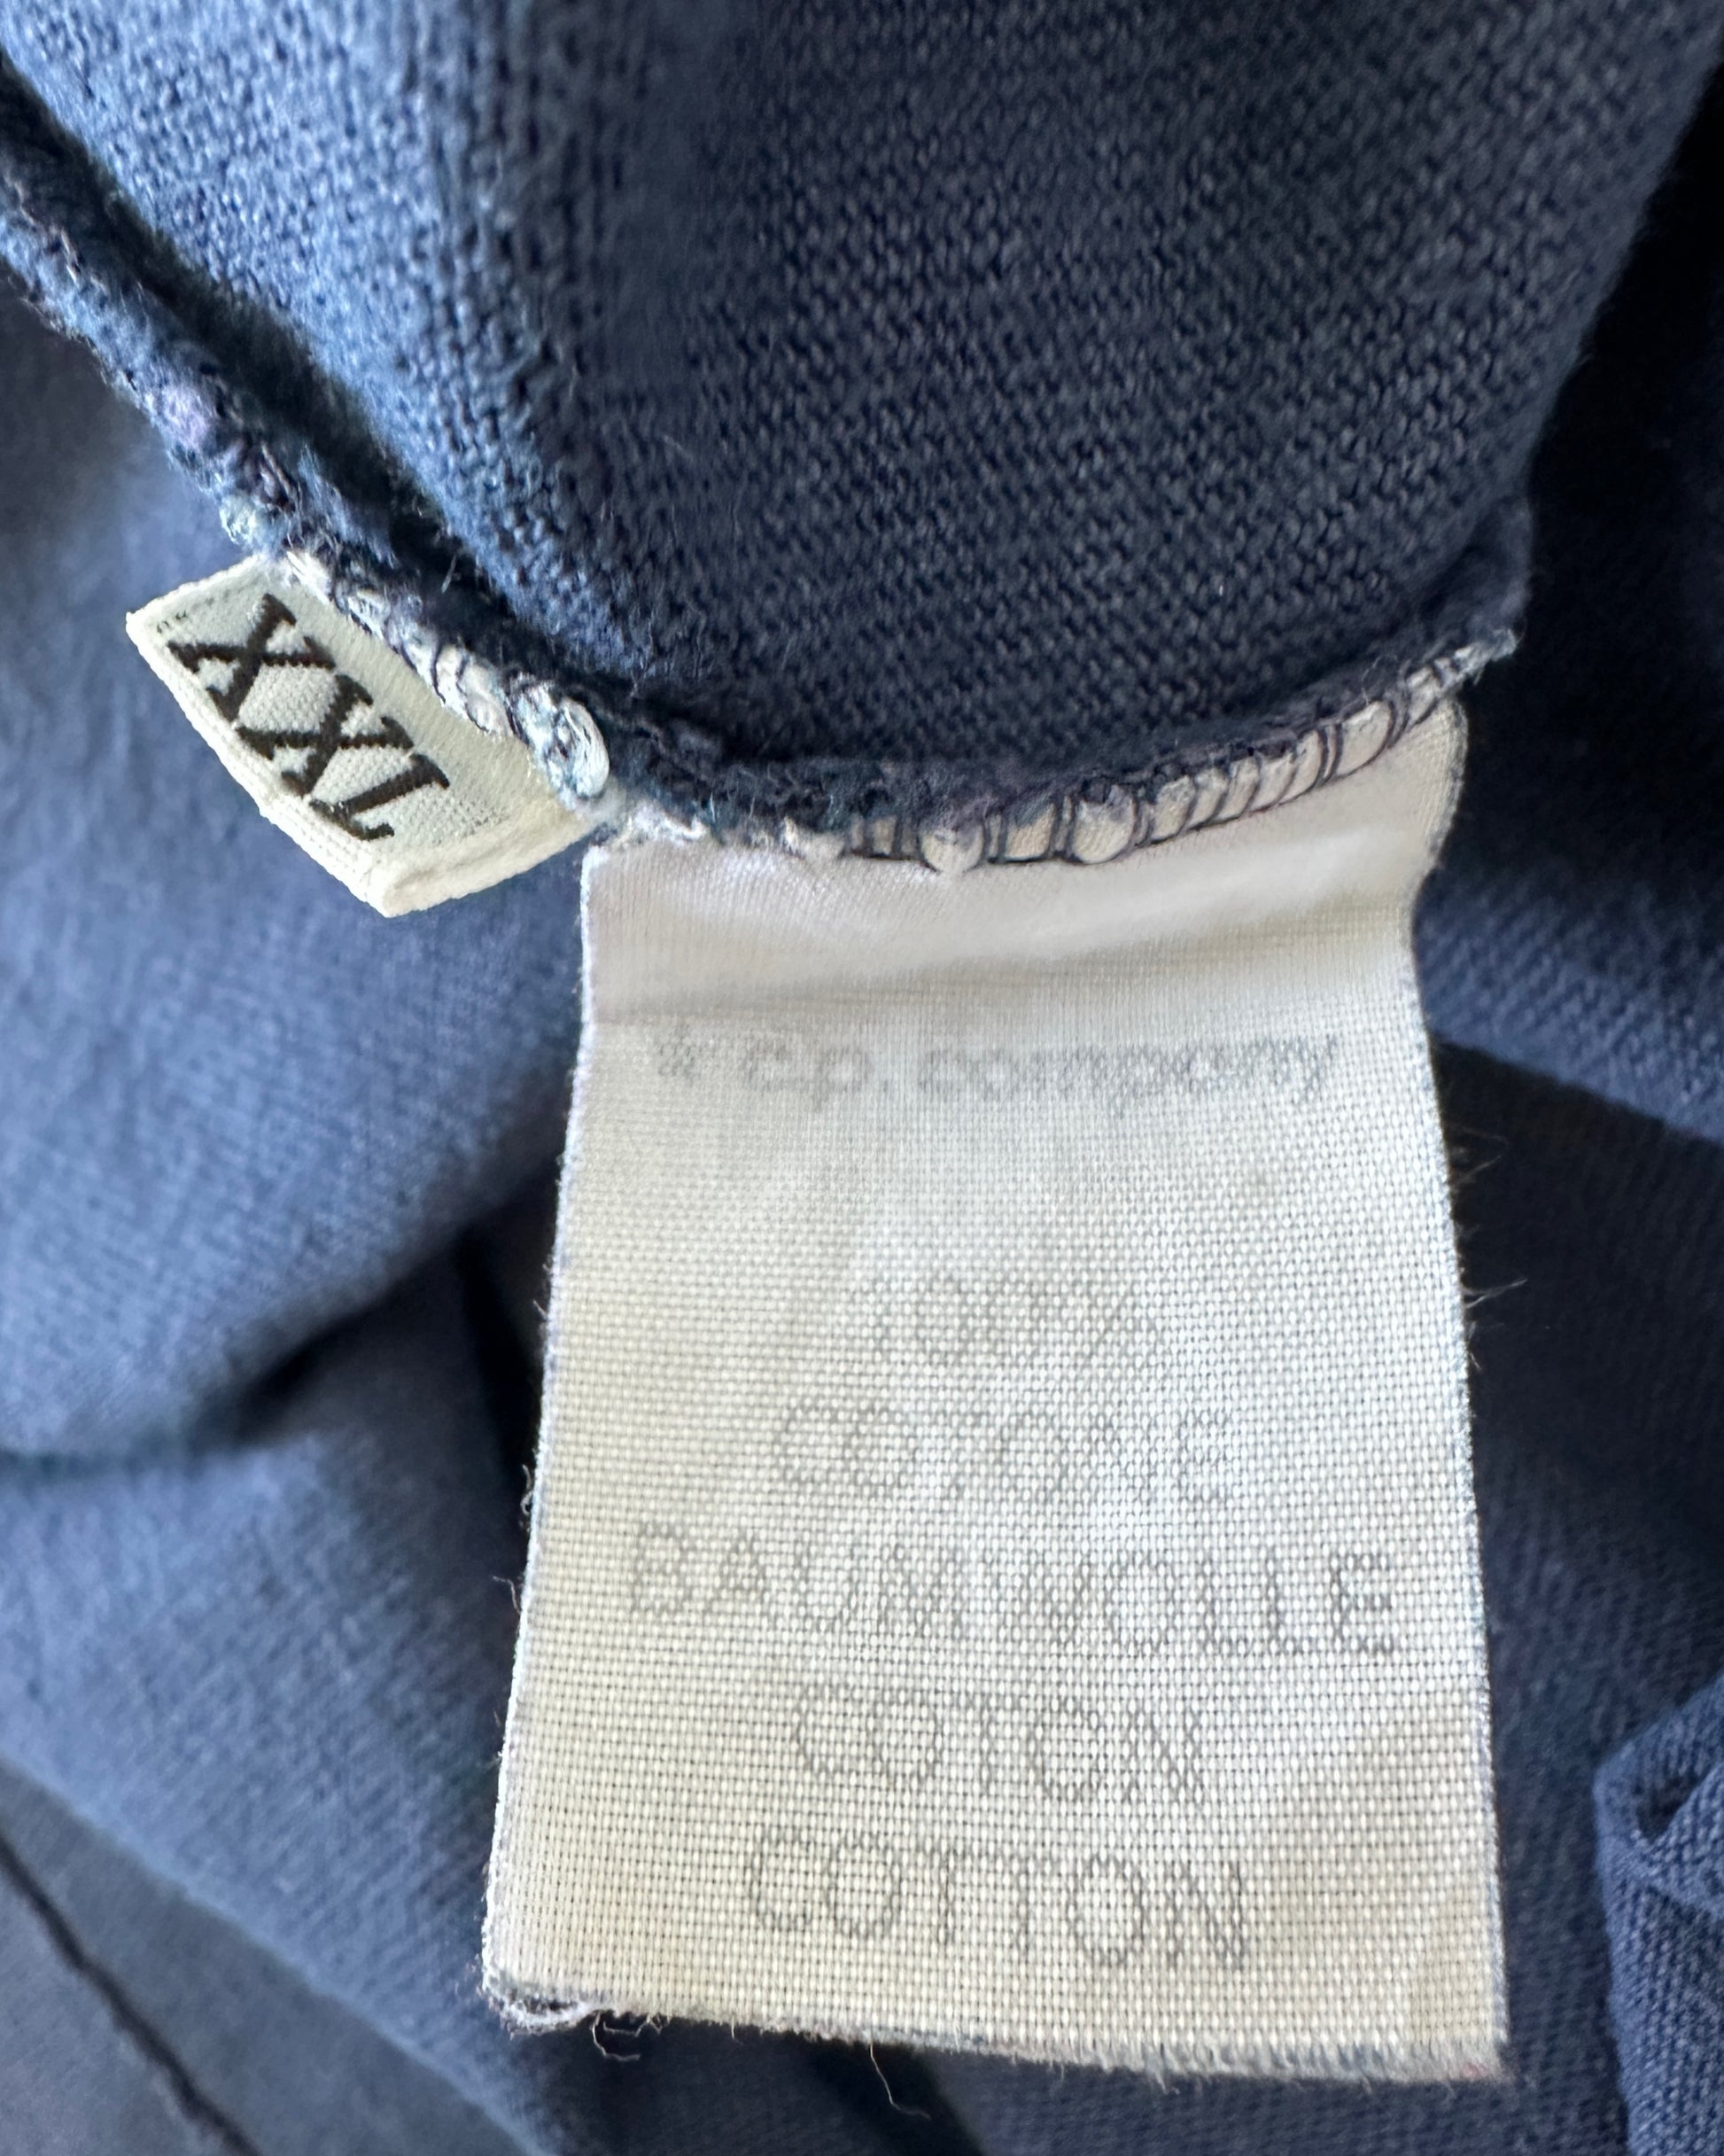 XXL
c.p. company
100%
COTONE
BAUMWOLLE
COTON
COTTON